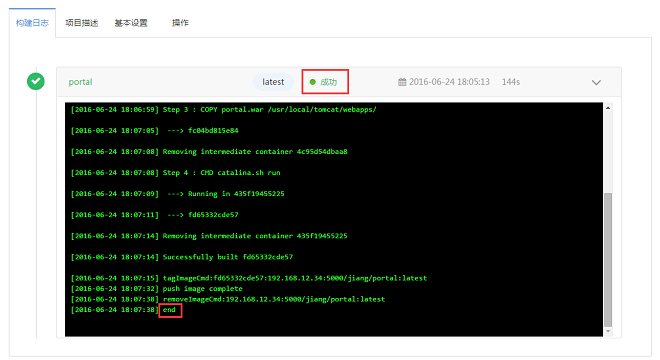 构建日志 项目描述 基本设置 操作
portal latest 成功 2016-06-24 18:05:13 144s
[2016-06-24 18:06:59] Step 3 : COPY portal.war /usr/local/tomcat/webapps/
[2016-06-24 18:07:05] ---> fc04bd815e84
[2016-06-24 18:07:08] Removing intermediate container 4c95d54dbaa8
[2016-06-24 18:07:08] Step 4 : CMD catalina.sh run
[2016-06-24 18:07:09] ---> Running in 435f19455225
[2016-06-24 18:07:11] ---> fd65332cde57
[2016-06-24 18:07:14] Removing intermediate container 435f19455225
[2016-06-24 18:07:14] Successfully built fd65332cde57
[2016-06-24 18:07:15] tagImageCmd:fd65332cde57:192.168.12.34:5000/jiang/portal:latest
[2016-06-24 18:07:32] push image complete
[2016-06-24 18:07:38] removeImageCmd:192.168.12.34:5000/jiang/portal:latest
[2016-06-24 18:07:38] end